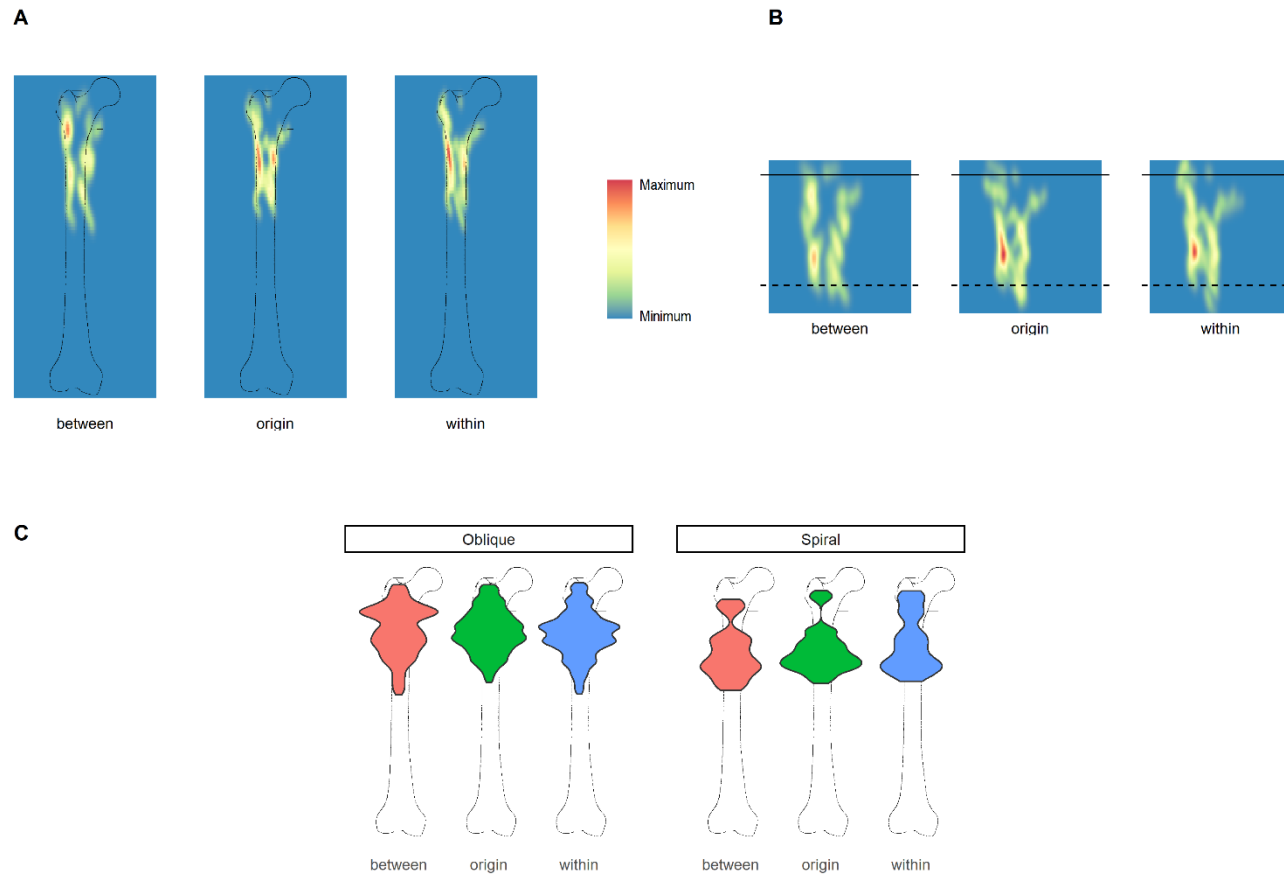 A
B
between
origin
within
Maximum
Minimum
between
origin
within
C
Oblique
Spiral
between
origin
within
between
origin
within